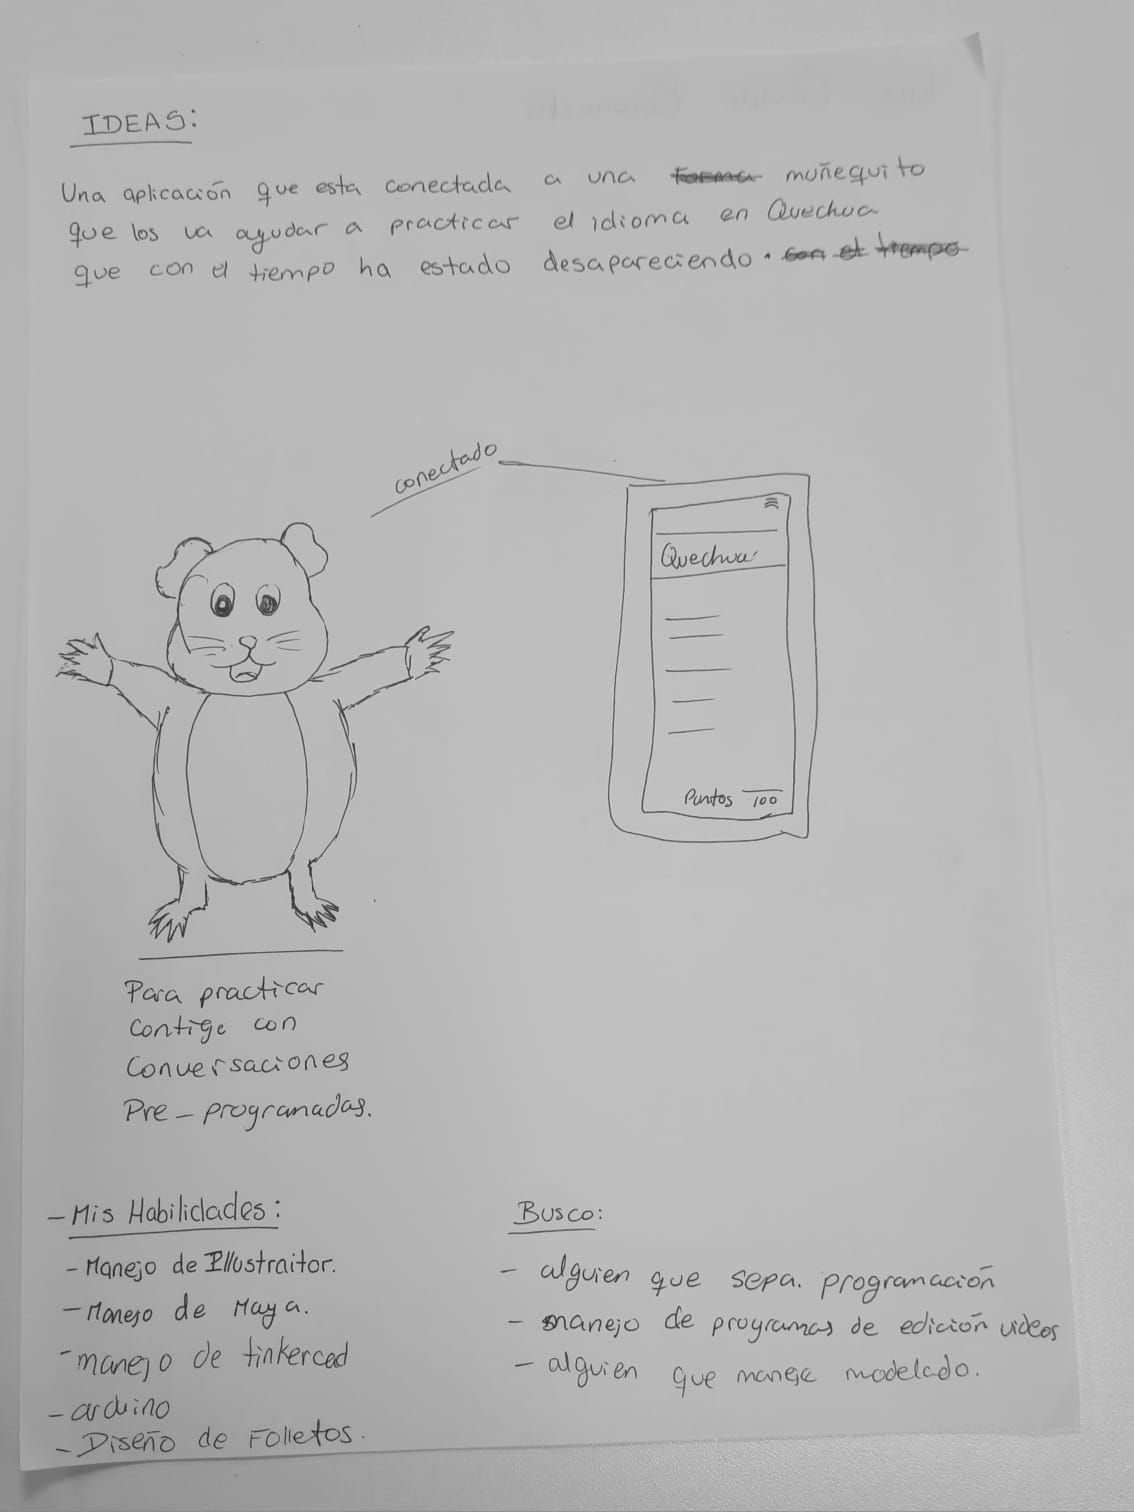 IDEAS:
Una aplicación que esta conectada a una forma muñequito
que los va ayudar a practicar el idioma en Quechua
que con el tiempo ha estado desapareciendo. con el tiempo
conectado
Quechua
Puntos /100
Para practicar
Contigo con
Conversaciones
Pre-programadas.
- Mis Habilidades:
- Manejo de Illustraitor.
- Manejo de Maya.
- manejo de tinkerced
- arduino
- Diseño de Folletos.
Busco:
- alguien que sepa. programación
- manejo de programas de edición videos
- alguien que maneje modelado.